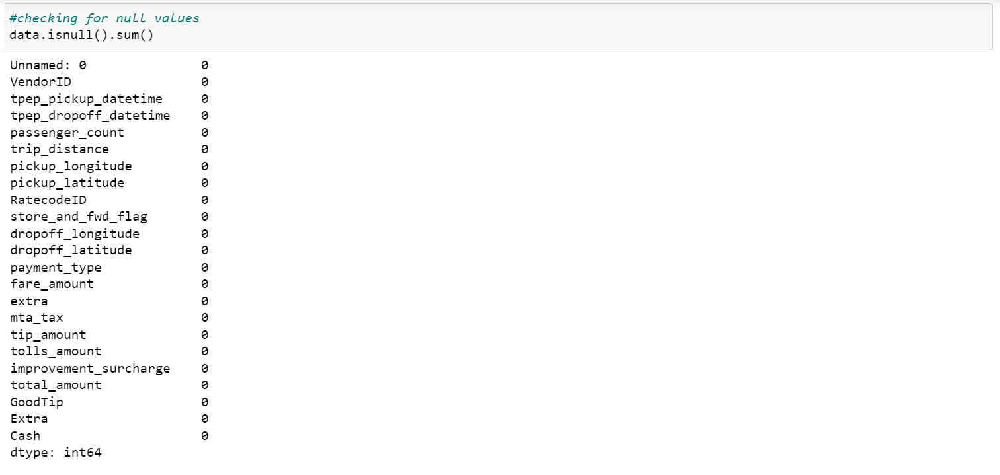 #checking for null values
data.isnull().sum()
Unnamed: 0 0
VendorID 0
tpep_pickup_datetime 0
tpep_dropoff_datetime 0
passenger_count 0
trip_distance 0
pickup_longitude 0
pickup_latitude 0
RatecodeID 0
store_and_fwd_flag 0
dropoff_longitude 0
dropoff_latitude 0
payment_type 0
fare_amount 0
extra 0
mta_tax 0
tip_amount 0
tolls_amount 0
improvement_surcharge 0
total_amount 0
GoodTip 0
Extra 0
Cash 0
dtype: int64